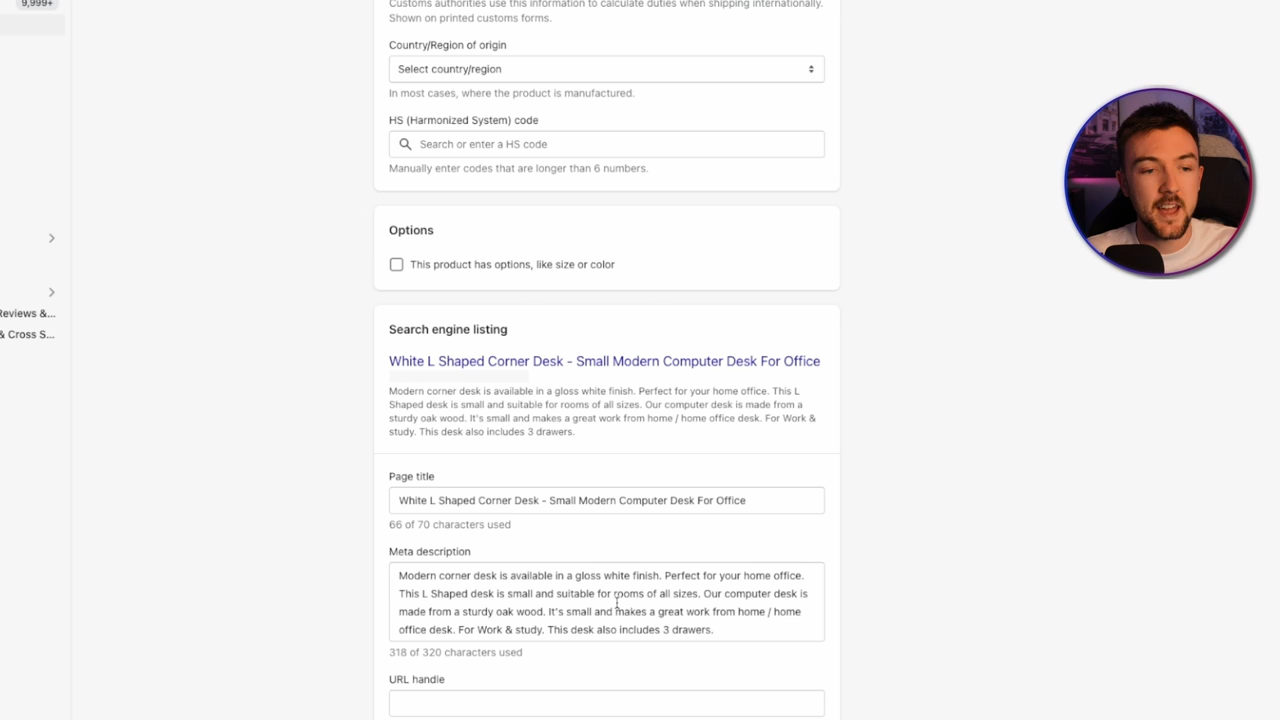 9,999+
Customs authorities use this information to calculate duties when shipping internationally.
Shown on printed customs forms.
Country/Region of origin
Select country/region
In most cases, where the product is manufactured.
HS (Harmonized System) code
Search or enter a HS code
Manually enter codes that are longer than 6 numbers.
Options
This product has options, like size or color
Reviews &...
& Cross S...
Search engine listing
White L Shaped Corner Desk - Small Modern Computer Desk For Office
Modern corner desk is available in a gloss white finish. Perfect for your home office. This L
Shaped desk is small and suitable for rooms of all sizes. Our computer desk is made from a
sturdy oak wood. It's small and makes a great work from home / home office desk. For Work &
study. This desk also includes 3 drawers.
Page title
White L Shaped Corner Desk - Small Modern Computer Desk For Office
66 of 70 characters used
Meta description
Modern corner desk is available in a gloss white finish. Perfect for your home office.
This L Shaped desk is small and suitable for rooms of all sizes. Our computer desk is
made from a sturdy oak wood. It's small and makes a great work from home / home
office desk. For Work & study. This desk also includes 3 drawers.
318 of 320 characters used
URL handle